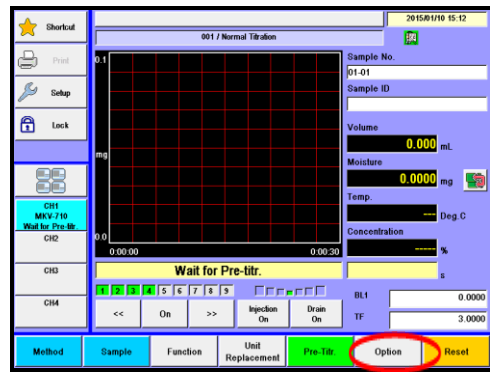 Shortcut
2015/01/10 15:12
001 / Normal Titration
Print
Setup
Lock
0.1
mg
0.0
0:00:00
0:00:30
Sample No.
01-01
Sample ID
Volume
0.000 mL
Moisture
0.0000 mg
Temp.
--- Deg.C
Concentration
---- %
CH1
MKV-710
Wait for Pre-titr.
CH2
CH3
CH4
Wait for Pre-titr.
s
1 2 3 4 5 6 7 8 9
BL1 0.0000
<< On >> Injection On Drain On
TF 3.0000
Method Sample Function Unit Replacement Pre-Titr. Option Reset